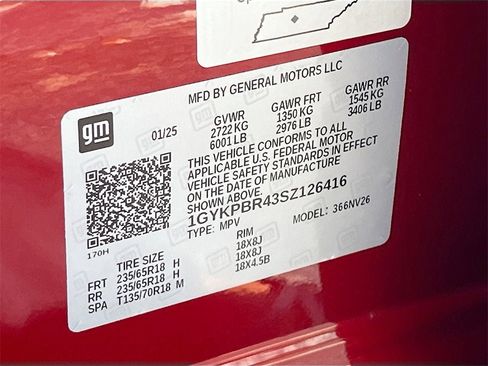 MFD BY GENERAL MOTORS LLC
gm
01/25
GVWR GAWR FRT GAWR RR
2722 KG 1350 KG 1545 KG
6001 LB 2976 LB 3406 LB
THIS VEHICLE CONFORMS TO ALL
APPLICABLE U.S. FEDERAL MOTOR
VEHICLE SAFETY STANDARDS IN EFFECT
ON THE DATE OF MANUFACTURE
SHOWN ABOVE.
1GYKPBR43SZ126416
TYPE: MPV MODEL: 366NV26
170H
TIRE SIZE RIM
FRT 235/65R18 H 18X8J
RR 235/65R18 H 18X8J
SPA T135/70R18 M 18X4.5B